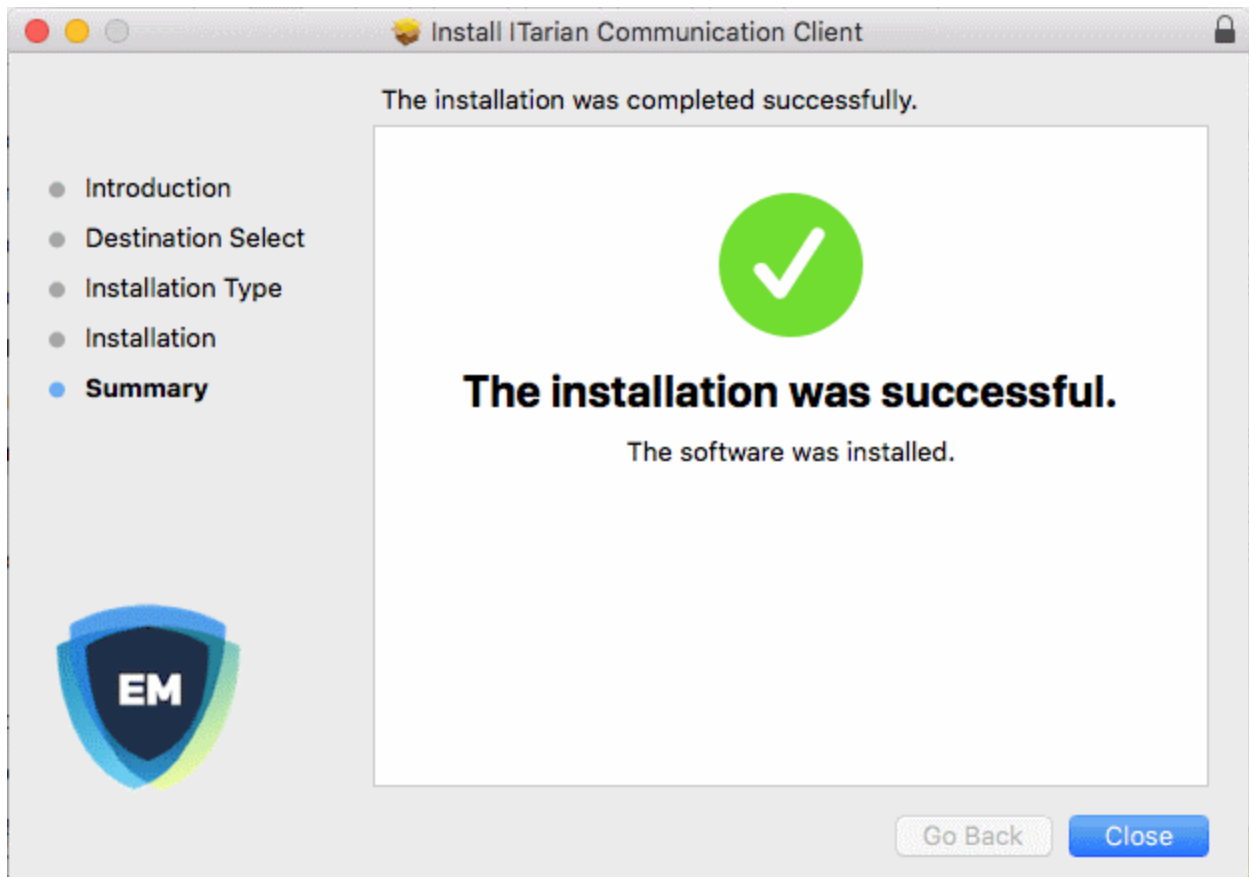 Install ITarian Communication Client
The installation was completed successfully.
Introduction
Destination Select
Installation Type
Installation
Summary
The installation was successful.
The software was installed.
EM
Go Back
Close